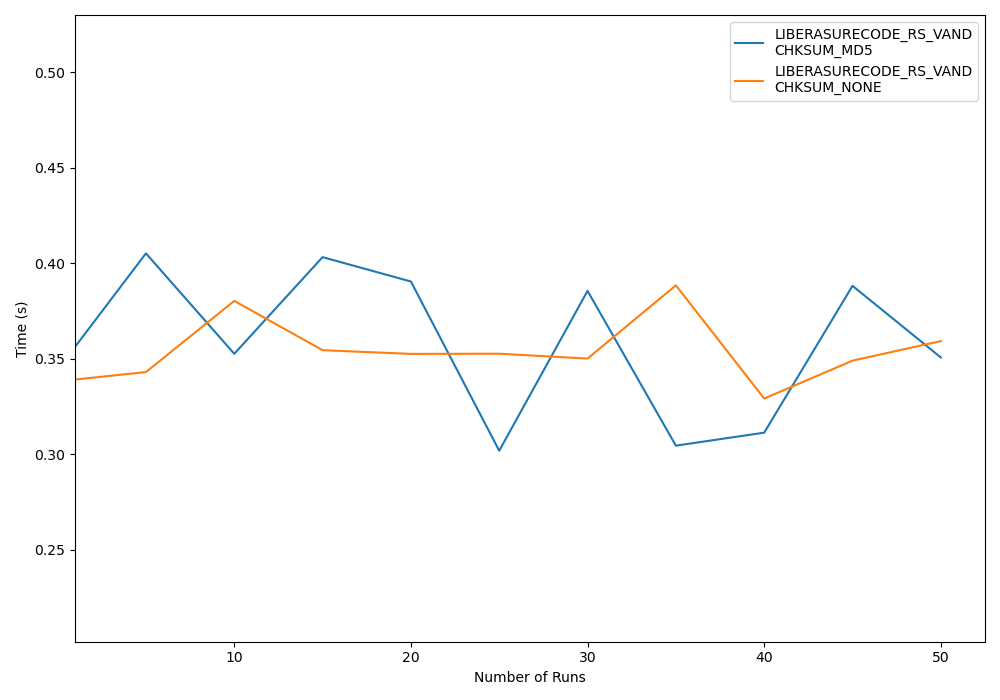 LIBERASURECODE_RS_VAND
CHKSUM_MD5
LIBERASURECODE_RS_VAND
CHKSUM_NONE
0.50
0.45
0.40
0.35
0.30
0.25
Time (s)
10 20 30 40 50
Number of Runs